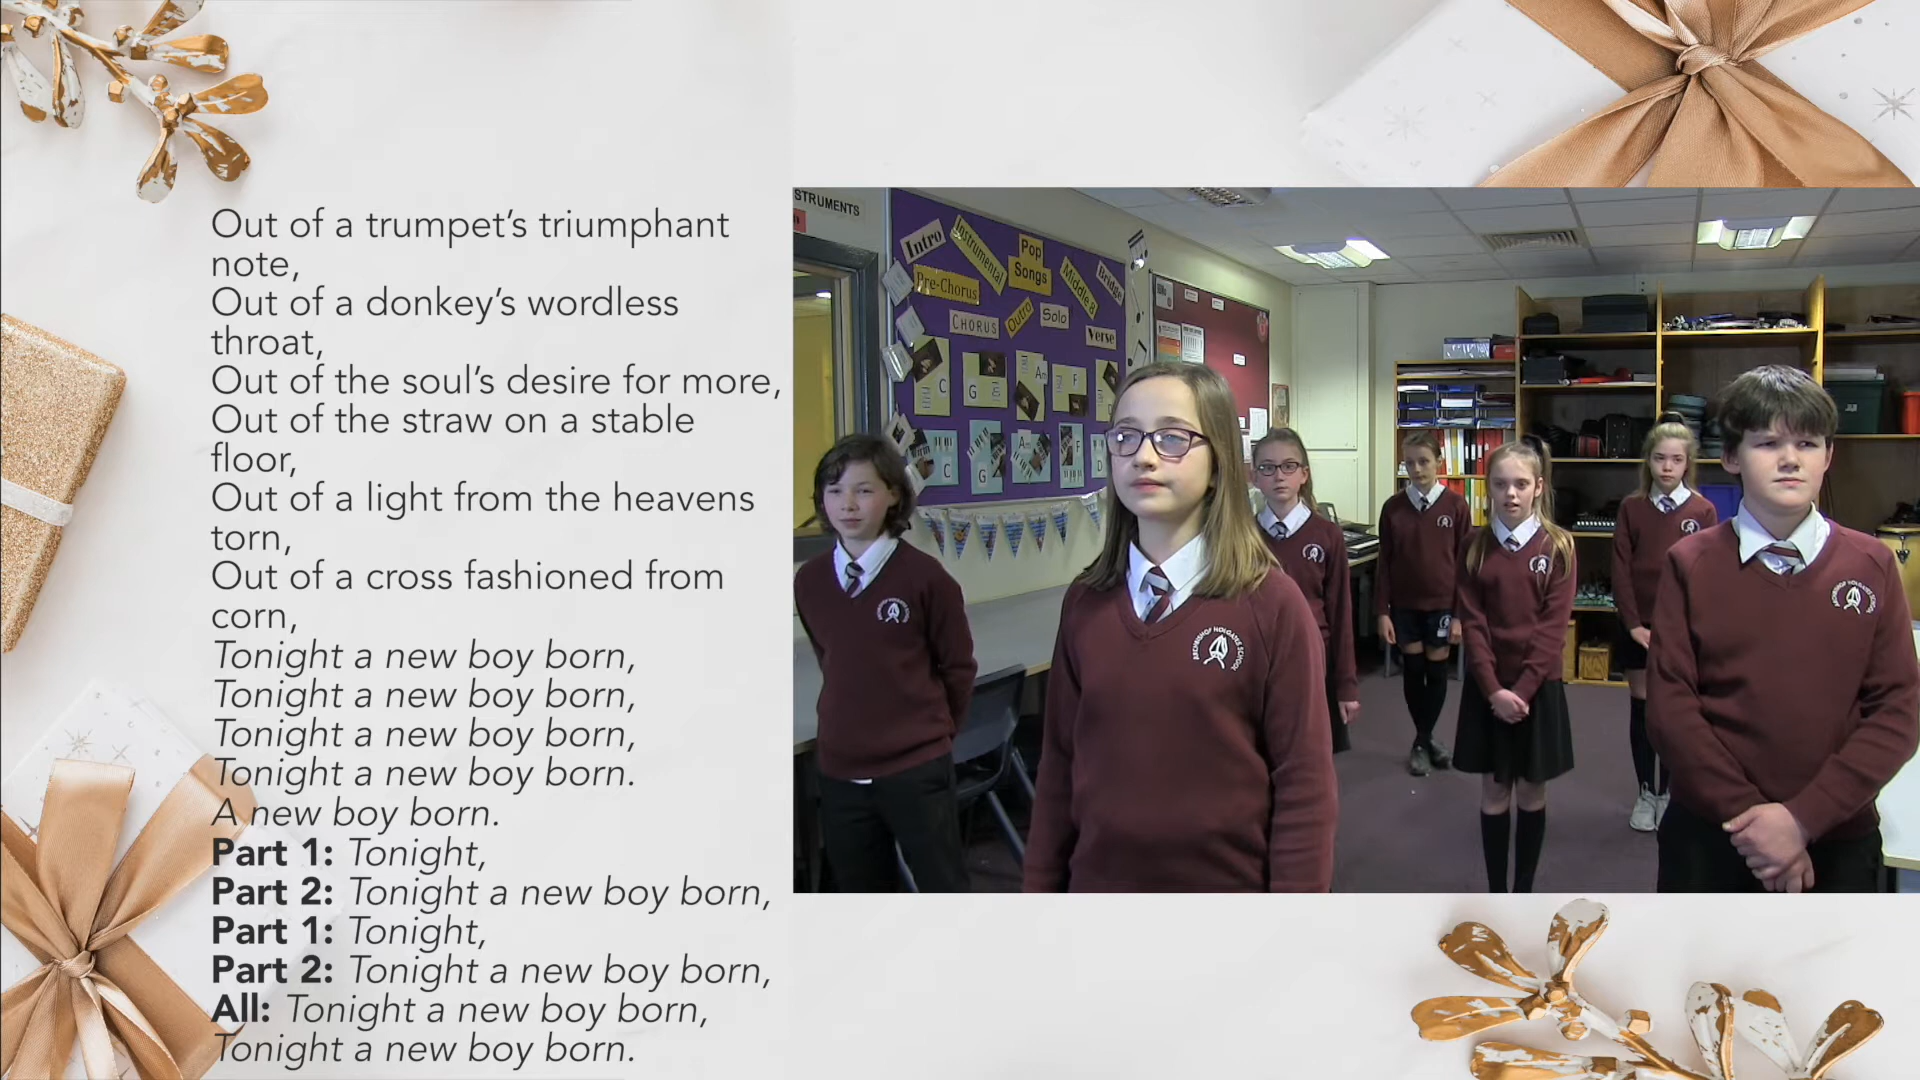 Out of a trumpet’s triumphant
note,
Out of a donkey’s wordless
throat,
Out of the soul’s desire for more,
Out of the straw on a stable
floor,
Out of a light from the heavens
torn,
Out of a cross fashioned from
corn,
Tonight a new boy born,
Tonight a new boy born,
Tonight a new boy born,
Tonight a new boy born.
A new boy born.
Part 1: Tonight,
Part 2: Tonight a new boy born,
Part 1: Tonight,
Part 2: Tonight a new boy born,
All: Tonight a new boy born,
Tonight a new boy born.
STRUMENTS
Intro
Instrumental
Pop
Songs
Middle 8
Bridge
Pre-Chorus
CHORUS
Outro
Solo
Verse
C
G
Am
F
C
G
Am
F
D
ARCHBISHOP HOLGATE'S SCHOOL